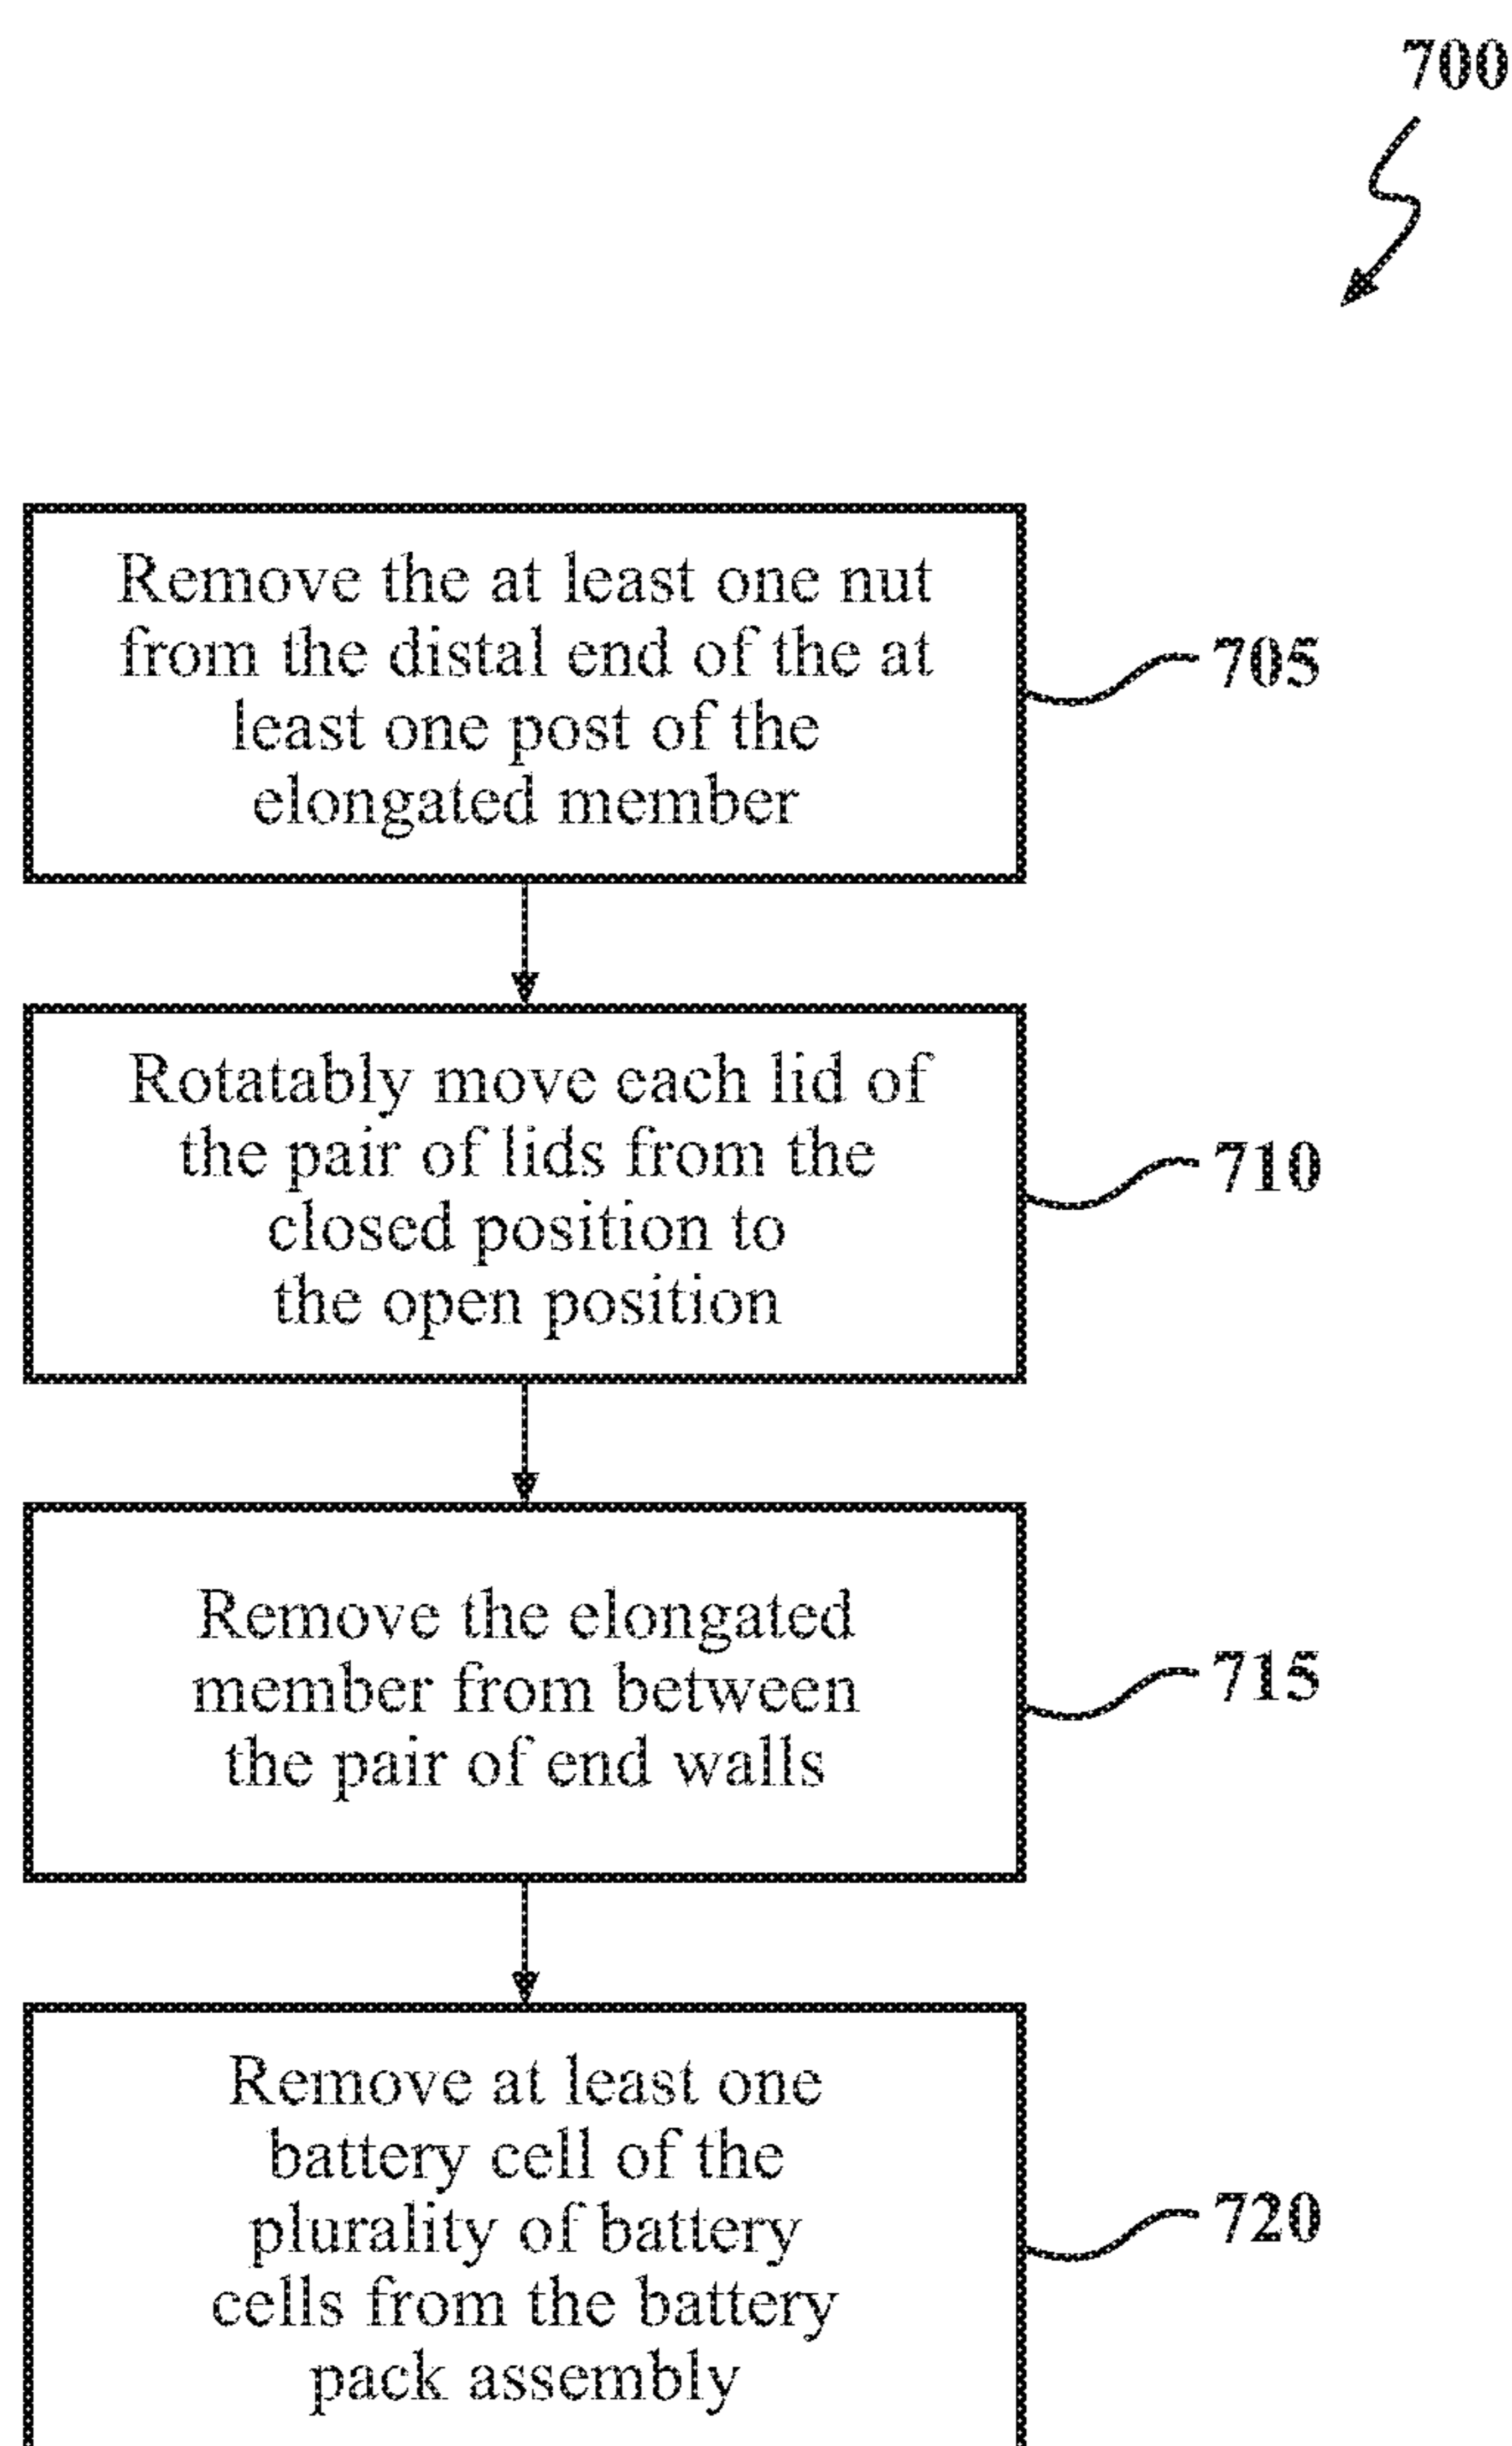 700
Remove the at least one nut
from the distal end of the at
least one post of the
elongated member
705
Rotatably move each lid of
the pair of lids from the
closed position to
the open position
710
Remove the elongated
member from between
the pair of end walls
715
Remove at least one
battery cell of the
plurality of battery
cells from the battery
pack assembly
720